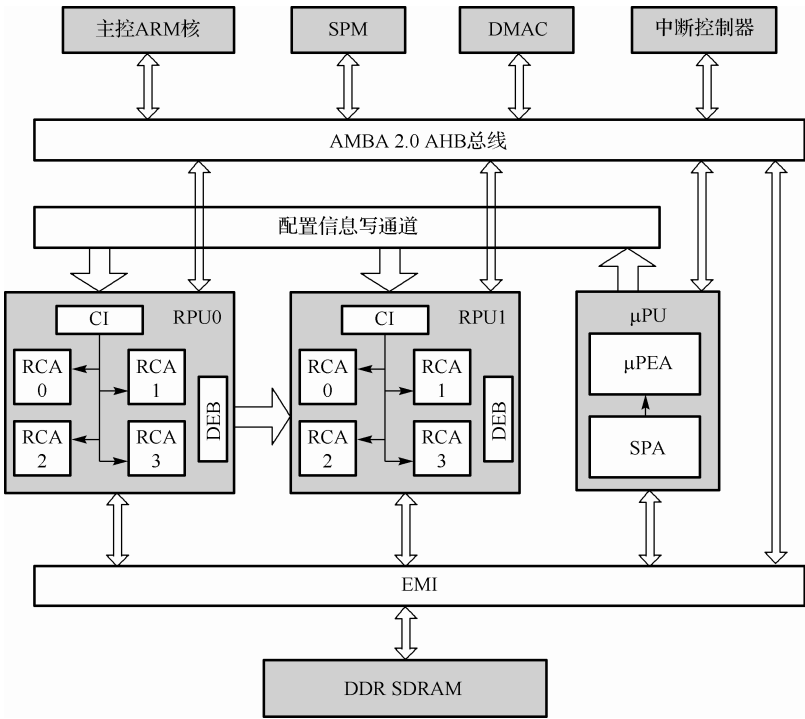 主控ARM核
SPM
DMAC
中断控制器
AMBA 2.0 AHB总线
配置信息写通道
CI
RPU0
RCA
0
RCA
1
RCA
2
RCA
3
DEB
CI
RPU1
RCA
0
RCA
1
RCA
2
RCA
3
DEB
μPU
μPEA
SPA
EMI
DDR SDRAM